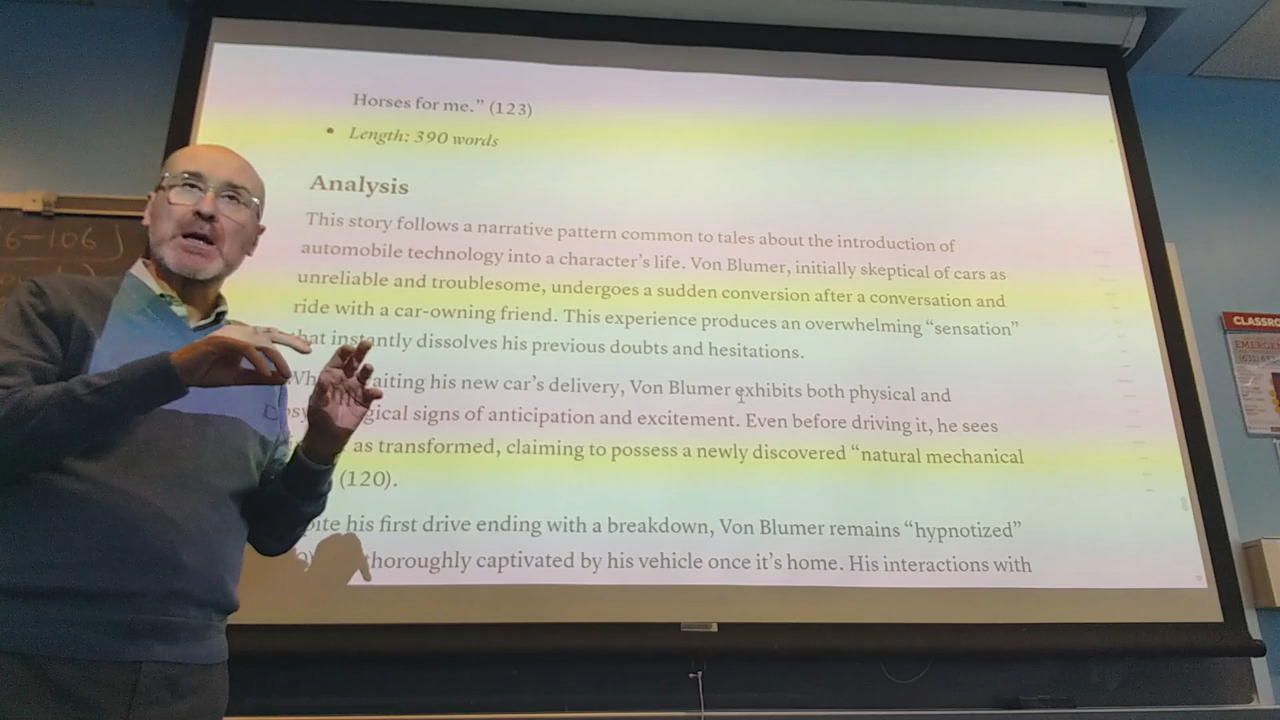 Horses for me.” (123)
• Length: 390 words
Analysis
This story follows a narrative pattern common to tales about the introduction of
automobile technology into a character’s life. Von Blumer, initially skeptical of cars as
unreliable and troublesome, undergoes a sudden conversion after a conversation and
ride with a car-owning friend. This experience produces an overwhelming “sensation”
that instantly dissolves his previous doubts and hesitations.
aiting his new car’s delivery, Von Blumer exhibits both physical and
gical signs of anticipation and excitement. Even before driving it, he sees
as transformed, claiming to possess a newly discovered “natural mechanical
(120).
his first drive ending with a breakdown, Von Blumer remains “hypnotized”
thoroughly captivated by his vehicle once it’s home. His interactions with
6-106)
CLASSRO
EMERGEN